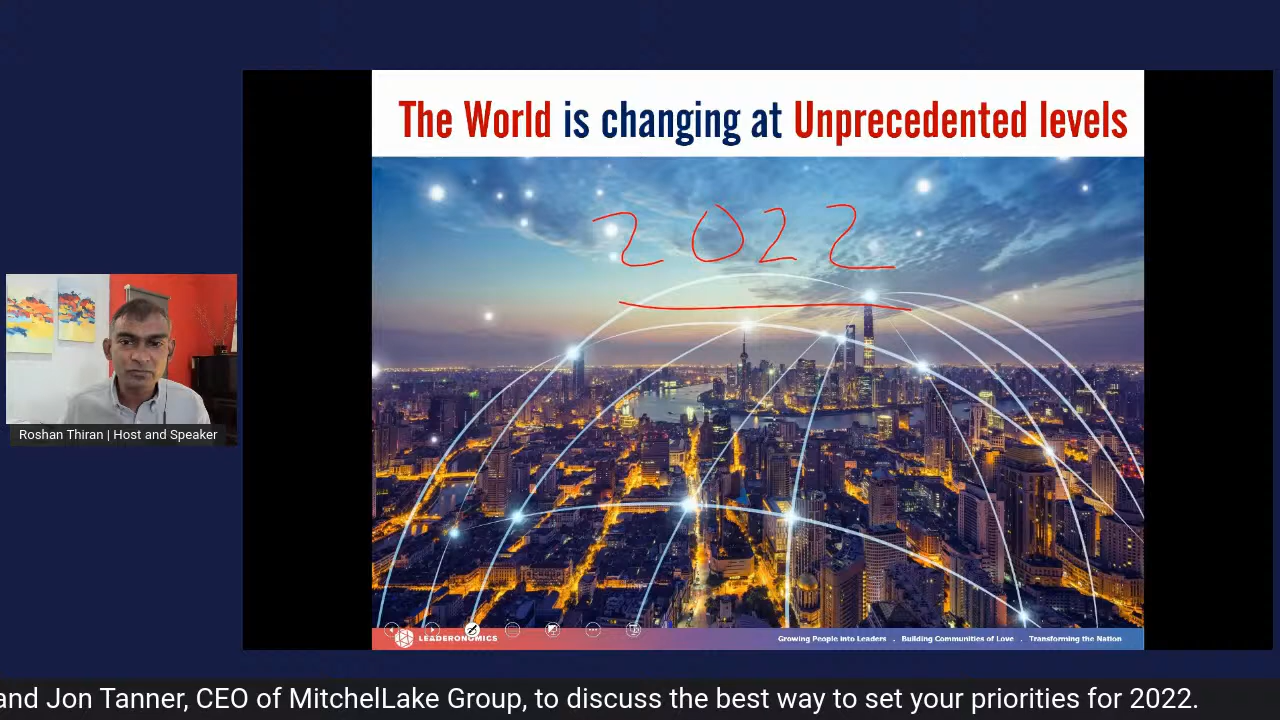 The World is changing at Unprecedented levels
2022
Roshan Thiran | Host and Speaker
LEADERONOMICS
Growing People into Leaders . Building Communities of Love . Transforming the Nation
and Jon Tanner, CEO of MitchelLake Group, to discuss the best way to set your priorities for 2022.